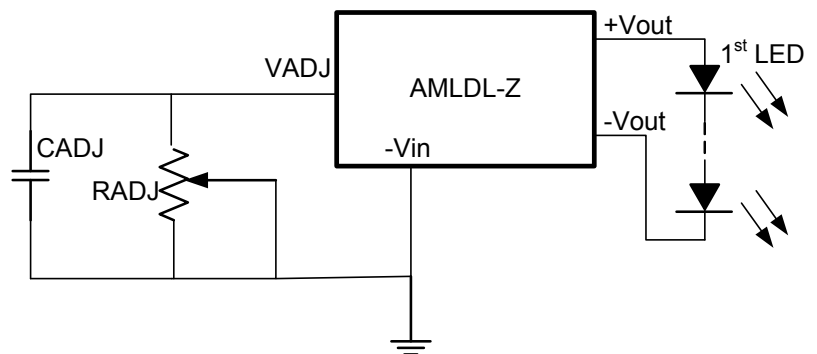 +Vout
1st LED
VADJ
AMLDL-Z
-Vout
CADJ
-Vin
RADJ